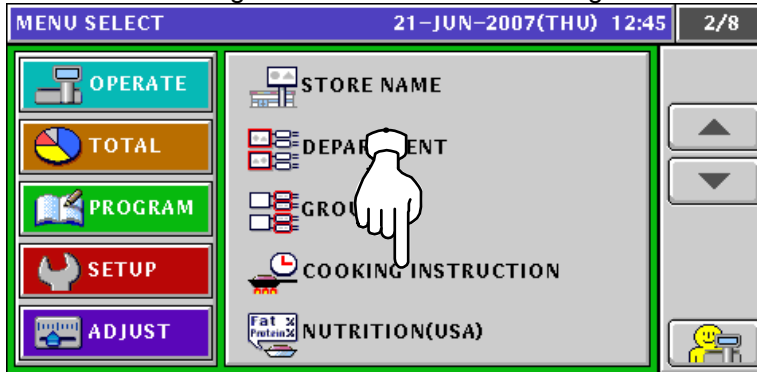 MENU SELECT 21-JUN-2007(THU) 12:45 2/8
OPERATE
TOTAL
PROGRAM
SETUP
ADJUST
STORE NAME
COOKING INSTRUCTION
Fat %
Protein%
NUTRITION(USA)